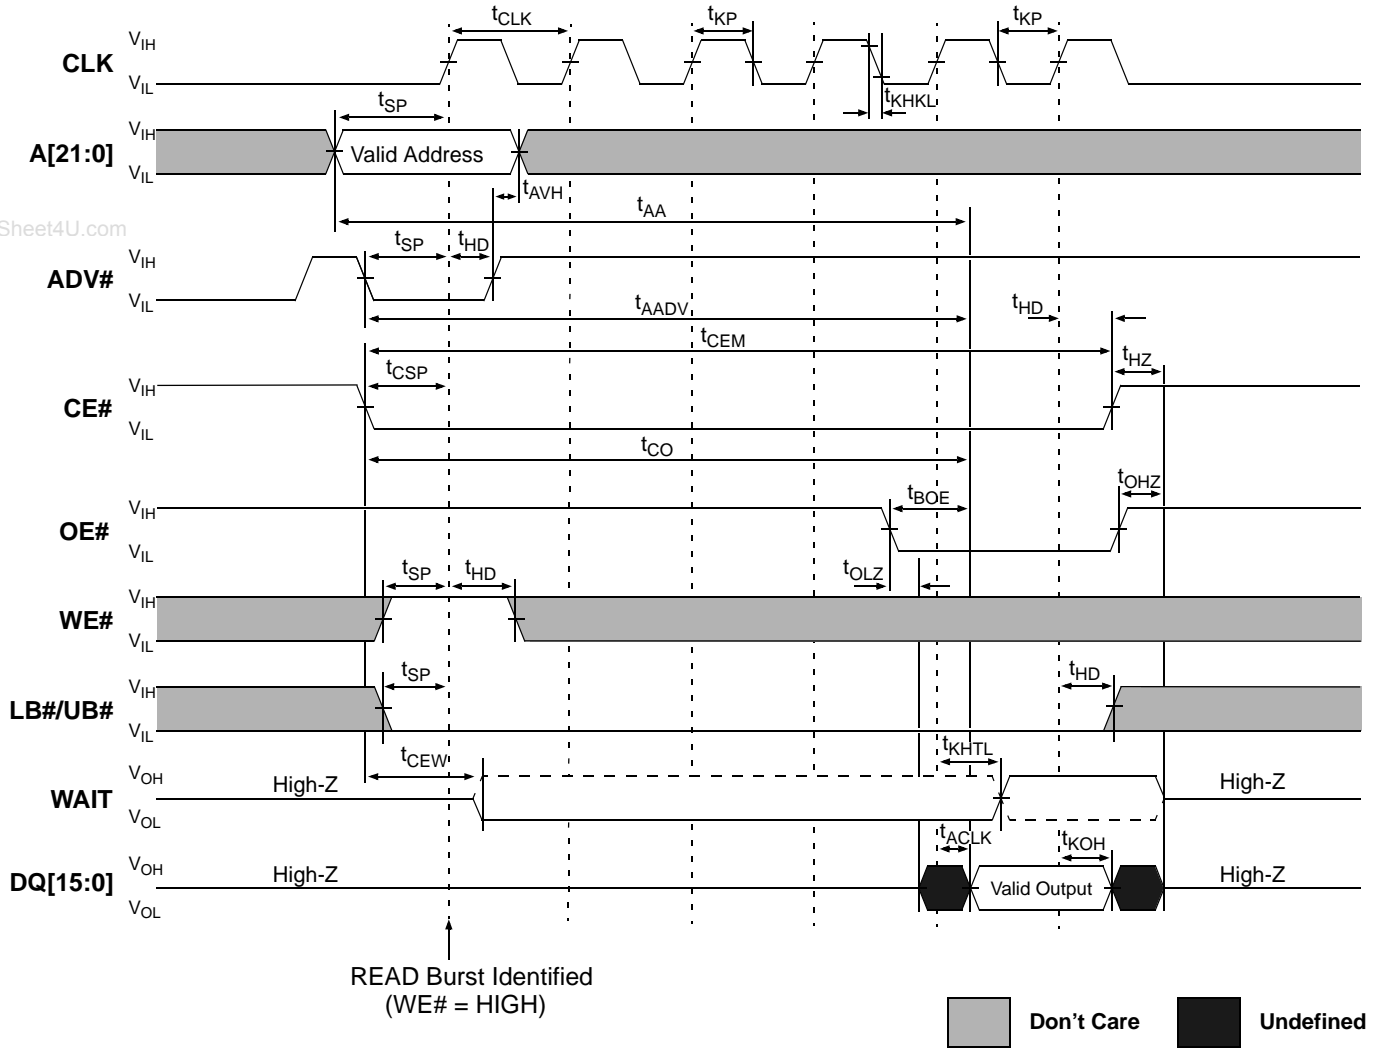 tCLK
tKP
tKP
VIH
CLK
VIL
tKHKL
tSP
VIH
A[21:0]
Valid Address
VIL
tAVH
tAA
Sheet4U.com
tSP
tHD
VIH
ADV#
VIL
tAADV
tHD
tCEM
tHZ
tCSP
VIH
CE#
VIL
tCO
tOHZ
tBOE
VIH
OE#
VIL
tSP
tHD
tOLZ
VIH
WE#
VIL
tSP
tHD
VIH
LB#/UB#
VIL
tCEW
tKHTL
VOH
High-Z
High-Z
WAIT
VOL
tACLK
tKOH
VOH
High-Z
High-Z
DQ[15:0]
Valid Output
VOL
READ Burst Identified
(WE# = HIGH)
Don't Care
Undefined